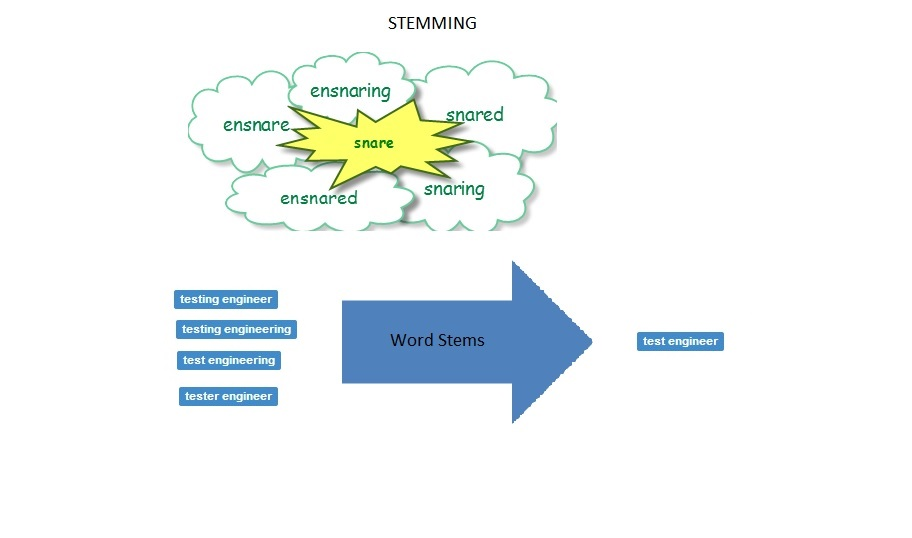 STEMMING
ensnaring
snared
ensnare
snare
snaring
ensnared
testing engineer
testing engineering
test engineering
tester engineer
Word Stems
test engineer